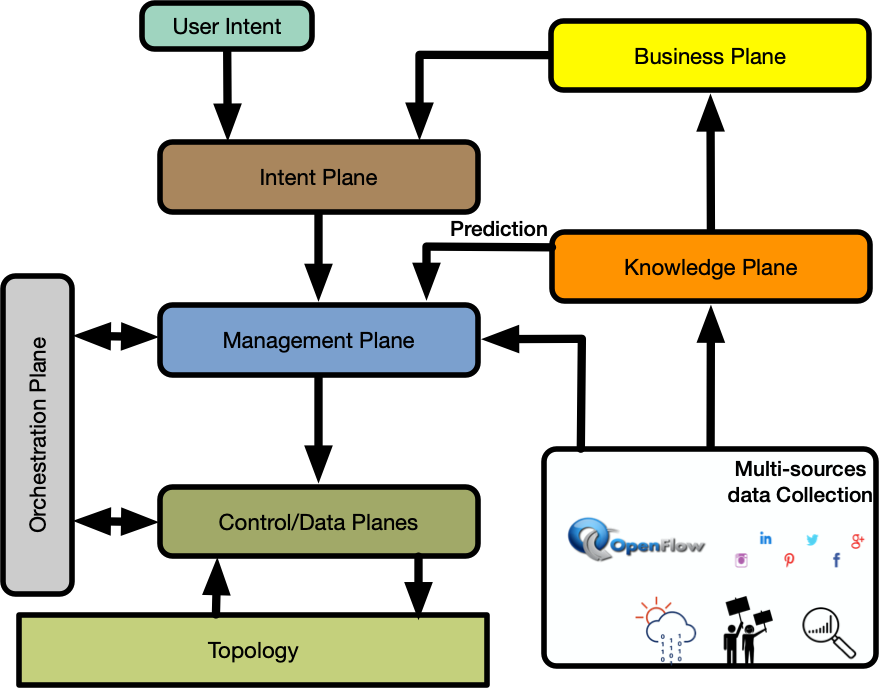 User Intent
Business Plane
Intent Plane
Prediction
Knowledge Plane
Orchestration Plane
Management Plane
Multi-sources
data Collection
Control/Data Planes
OpenFlow
in
g+
p
f
Topology